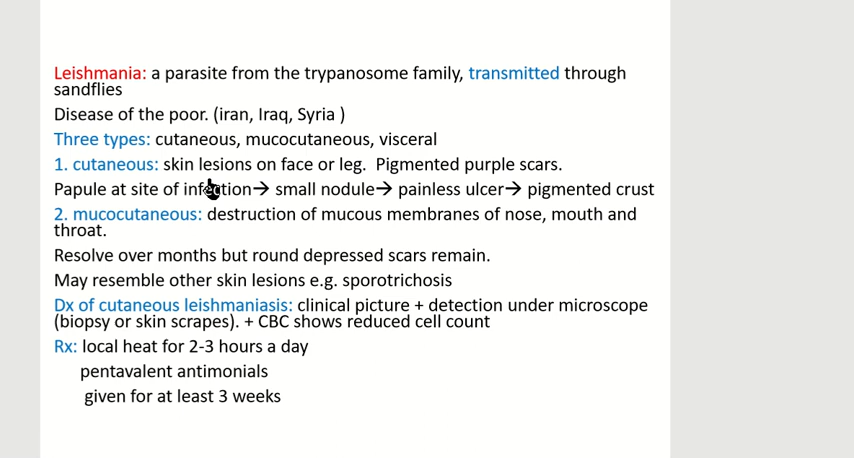 Leishmania: a parasite from the trypanosome family, transmitted through
sandflies
Disease of the poor. (iran, Iraq, Syria )
Three types: cutaneous, mucocutaneous, visceral
1. cutaneous: skin lesions on face or leg.  Pigmented purple scars.
Papule at site of infection→ small nodule→ painless ulcer→ pigmented crust
2. mucocutaneous: destruction of mucous membranes of nose, mouth and
throat.
Resolve over months but round depressed scars remain.
May resemble other skin lesions e.g. sporotrichosis
Dx of cutaneous leishmaniasis: clinical picture + detection under microscope
(biopsy or skin scrapes). + CBC shows reduced cell count
Rx: local heat for 2-3 hours a day
pentavalent antimonials
given for at least 3 weeks